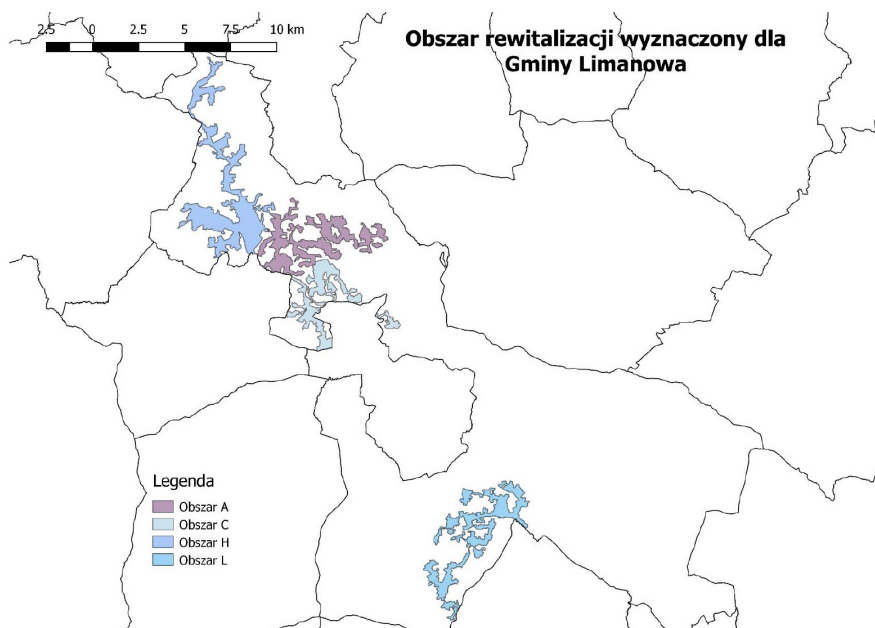 2.5 0 2.5 5 7.5 10 km
Obszar rewitalizacji wyznaczony dla
Gminy Limanowa
Legenda
Obszar A
Obszar C
Obszar H
Obszar L